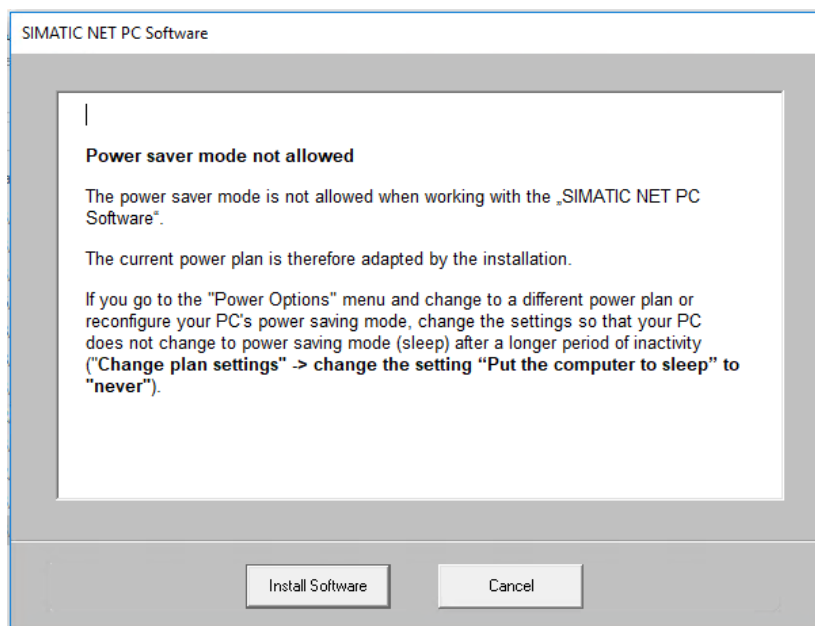 SIMATIC NET PC Software
Power saver mode not allowed
The power saver mode is not allowed when working with the „SIMATIC NET PC
Software“.
The current power plan is therefore adapted by the installation.
If you go to the "Power Options" menu and change to a different power plan or
reconfigure your PC's power saving mode, change the settings so that your PC
does not change to power saving mode (sleep) after a longer period of inactivity
("Change plan settings" -> change the setting “Put the computer to sleep” to
"never").
Install Software
Cancel